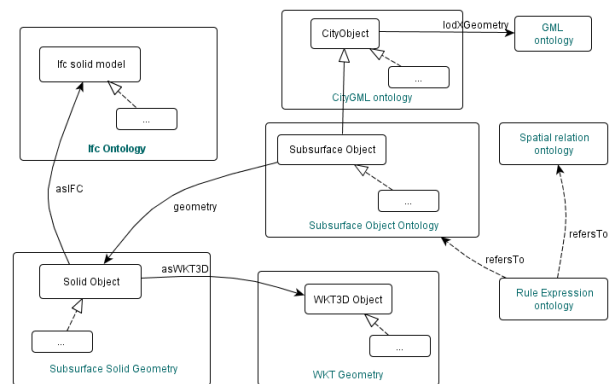 CityObject
lodXGeometry
GML
ontology
...
CityGML ontology
Ifc solid model
...
Ifc Ontology
Subsurface Object
...
Subsurface Object Ontology
Spatial relation
ontology
asIFC
geometry
refersTo
refersTo
Solid Object
asWKT3D
...
Subsurface Solid Geometry
WKT3D Object
...
WKT Geometry
Rule Expression
ontology